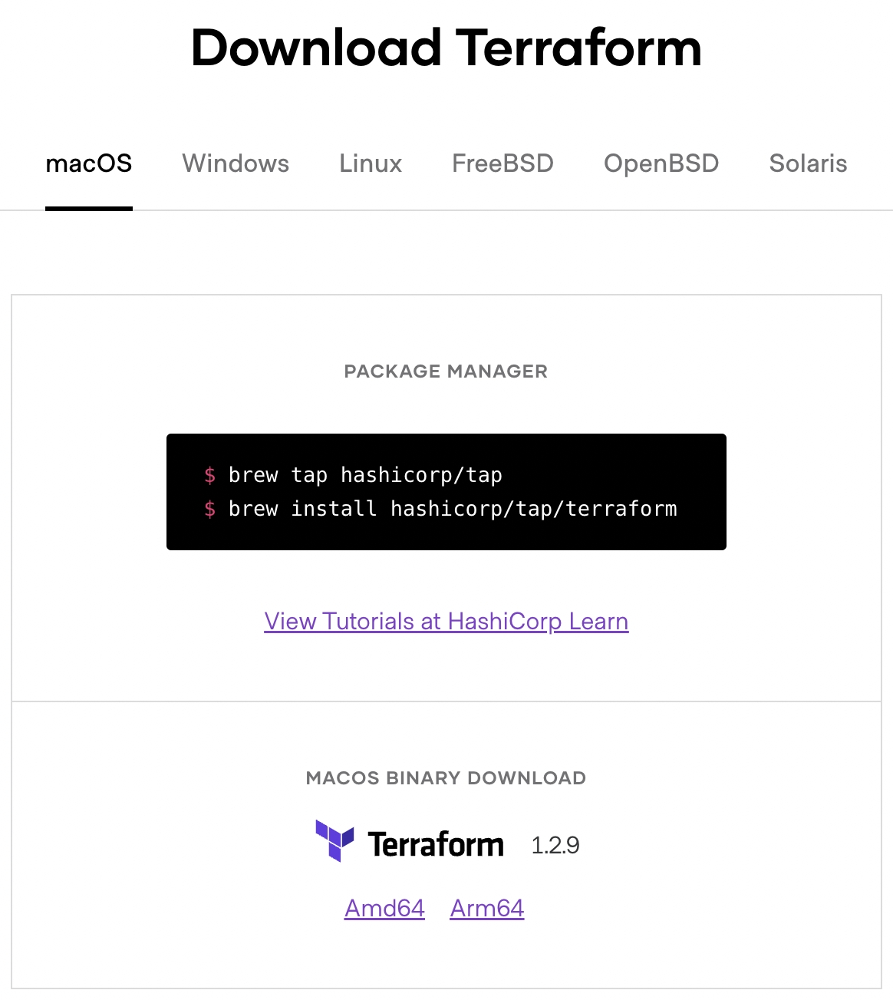 Download Terraform
macOS Windows Linux FreeBSD OpenBSD Solaris
PACKAGE MANAGER
$ brew tap hashicorp/tap
$ brew install hashicorp/tap/terraform
View Tutorials at HashiCorp Learn
MACOS BINARY DOWNLOAD
Terraform 1.2.9
Amd64 Arm64